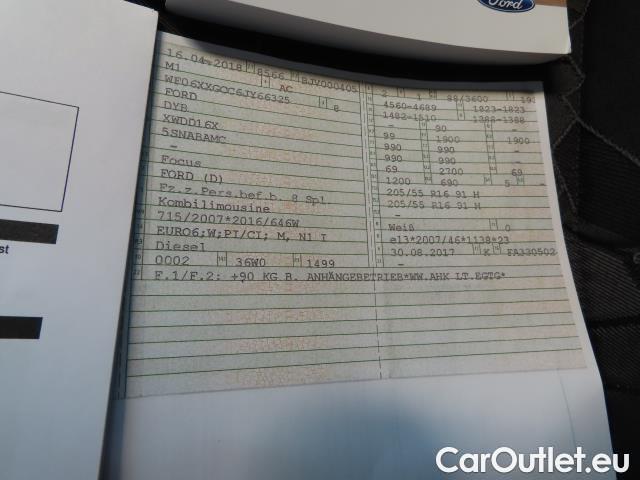 Ford
16.04.2018 8566 BJV000405 2 1 88/3600
M1 AC 4560-4689 1823-1823
WF06XXGCC6JY66325 8 1482-1510 1388-1388
FORD 90 -
DYB 99 1900 1900
XWDD16X 990 990 -
5SNABAMC 990 990 -
- 69 2700 69
Focus 1200 690 5 -
FORD (D) 205/55 R16 91 H
Fz.z.Pers.bef.b. 8 Spl. 205/55 R16 91 H
Kombilimousine -
715/2007*2016/646W Weiß 0
EURO6;W;PI/CI; M, N1 I e13*2007/46*1138*23
Diesel 30.08.2017 K FA330502
0002 36W0 1499 -
F.1/F.2: +90 KG B. ANHÄNGEBETRIEB*WW.AHK LT.EGTG*
st
CarOutlet.eu